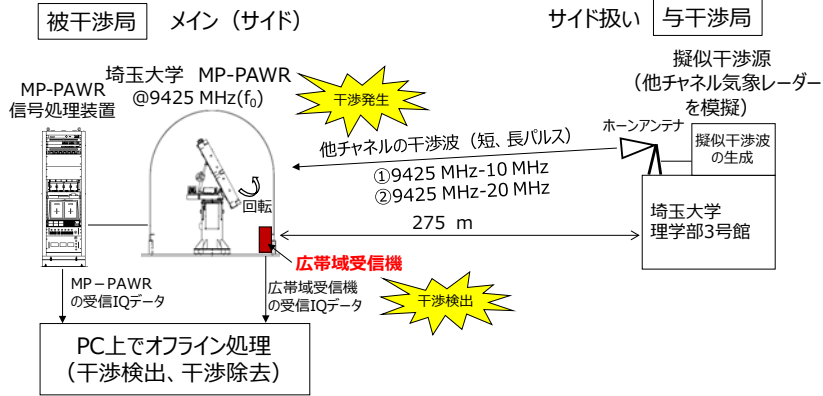 被干渉局 メイン（サイド）
サイド扱い 与干渉局
MP-PAWR
信号処理装置
埼玉大学 MP-PAWR
@9425 MHz(f0)
干渉発生
擬似干渉源
（他チャネル気象レーダー
を模擬）
ホーンアンテナ
擬似干渉波
の生成
他チャネルの干渉波（短、長パルス）
①9425 MHz-10 MHz
②9425 MHz-20 MHz
回転
275 m
埼玉大学
理学部3号館
広帯域受信機
MP－PAWR
の受信IQデータ
広帯域受信機
の受信IQデータ
干渉検出
PC上でオフライン処理
（干渉検出、干渉除去）